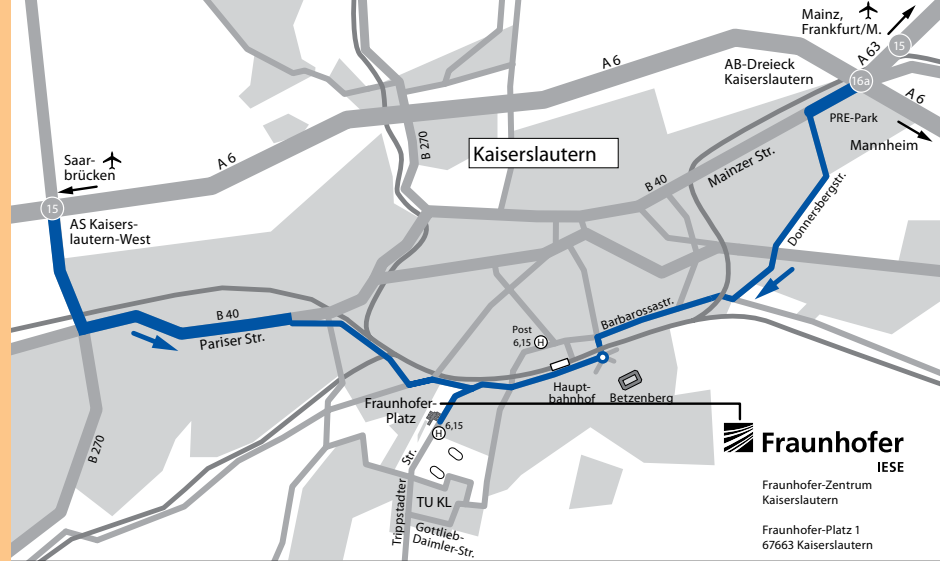 Mainz,
Frankfurt/M.
A 63
15
A 6
AB-Dreieck
Kaiserslautern
16a
A 6
PRE-Park
Mannheim
B 270
Kaiserslautern
Mainzer Str.
B 40
Saar-
brücken
A 6
15
AS Kaisers-
lautern-West
Donnersbergstr.
B 40
Pariser Str.
Barbarossastr.
Post
6,15 H
Haupt-
bahnhof
Betzenberg
Fraunhofer-
Platz
H 6,15
B 270
Trippstadter Str.
TU KL
Gottlieb-
Daimler-Str.
Fraunhofer
IESE
Fraunhofer-Zentrum
Kaiserslautern
Fraunhofer-Platz 1
67663 Kaiserslautern